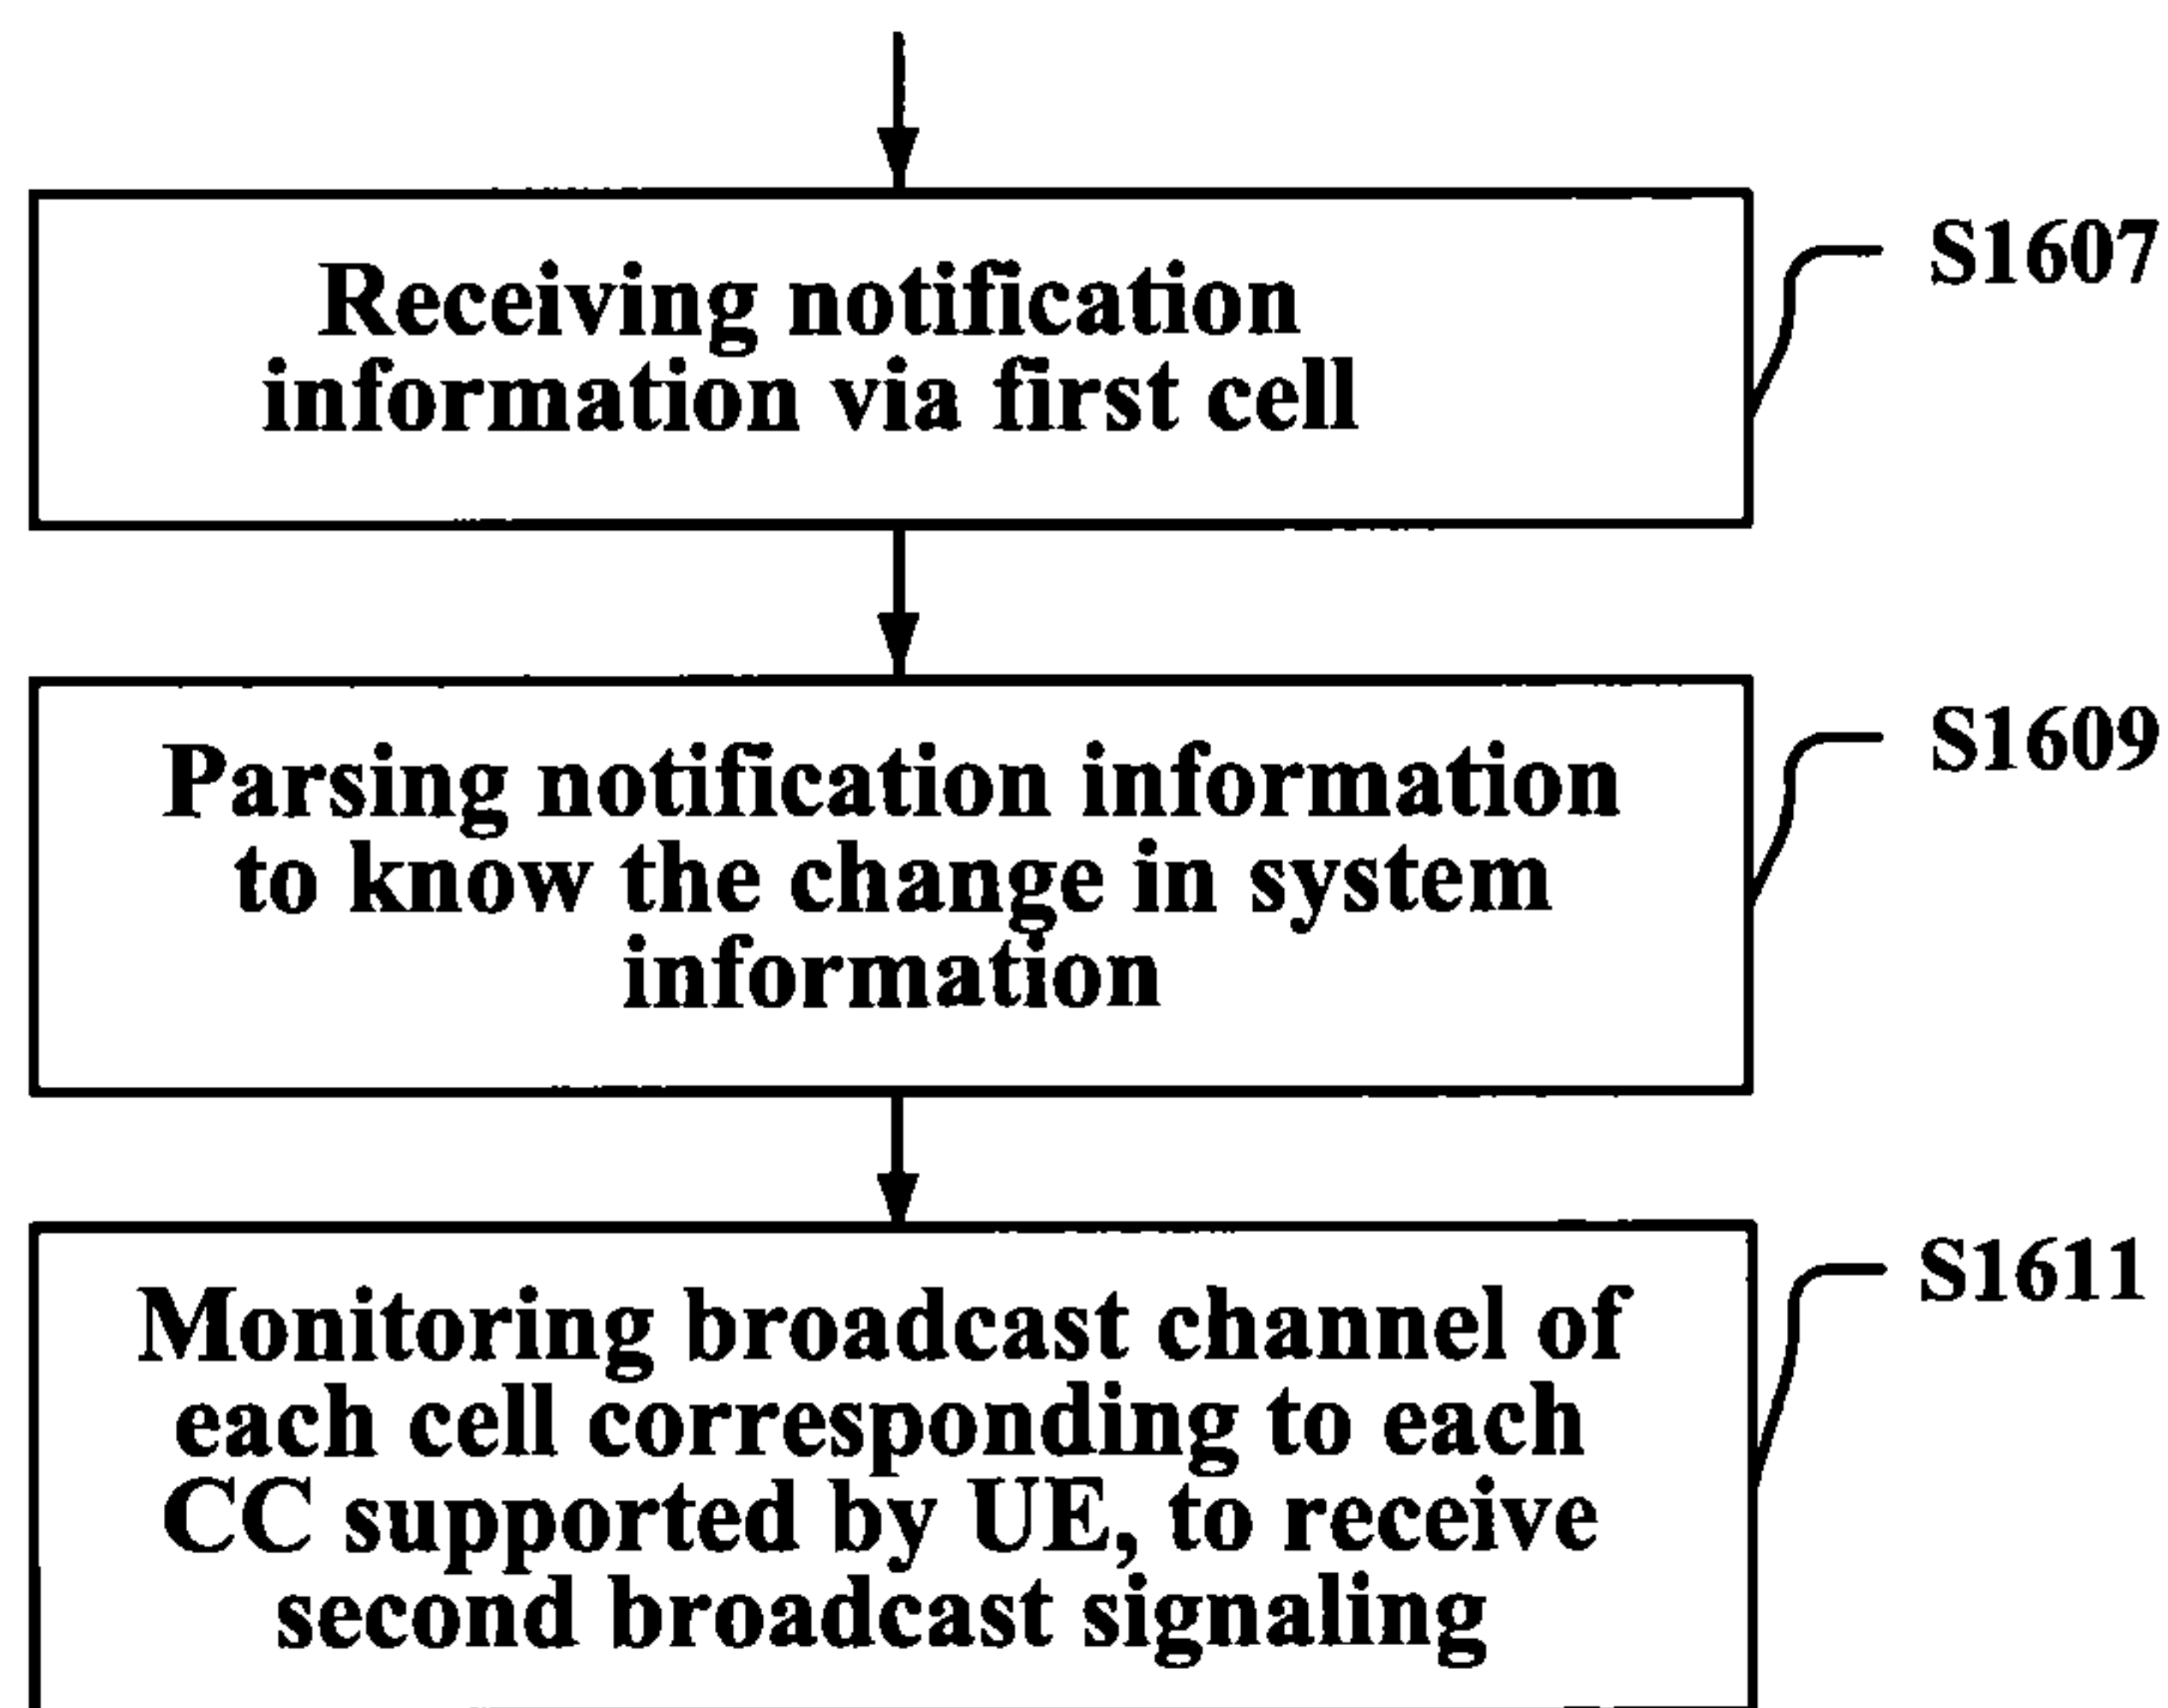 Receiving notification
information via first cell
S1607
Parsing notification information
to know the change in system
information
S1609
Monitoring broadcast channel of
each cell corresponding to each
CC supported by UE, to receive
second broadcast signaling
S1611